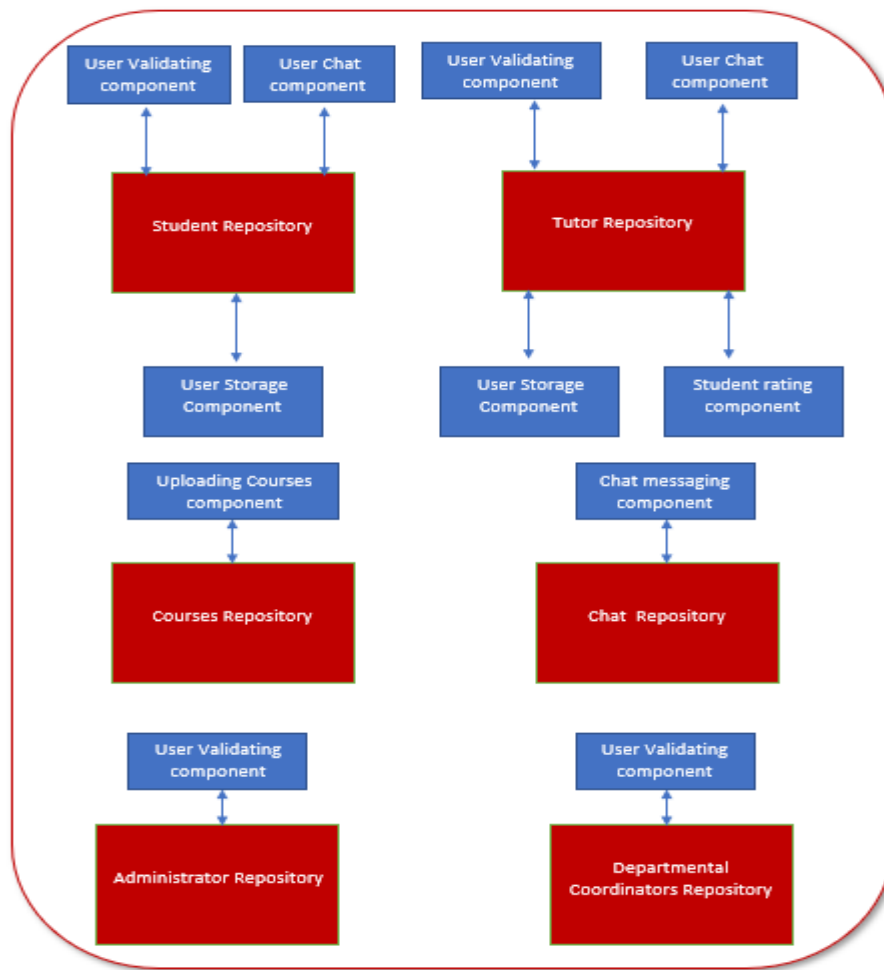 User Validating
component
User Chat
component
User Validating
component
User Chat
component
Student Repository
Tutor Repository
User Storage
Component
User Storage
Component
Student rating
component
Uploading Courses
component
Chat messaging
component
Courses Repository
Chat Repository
User Validating
component
User Validating
component
Administrator Repository
Departmental
Coordinators Repository